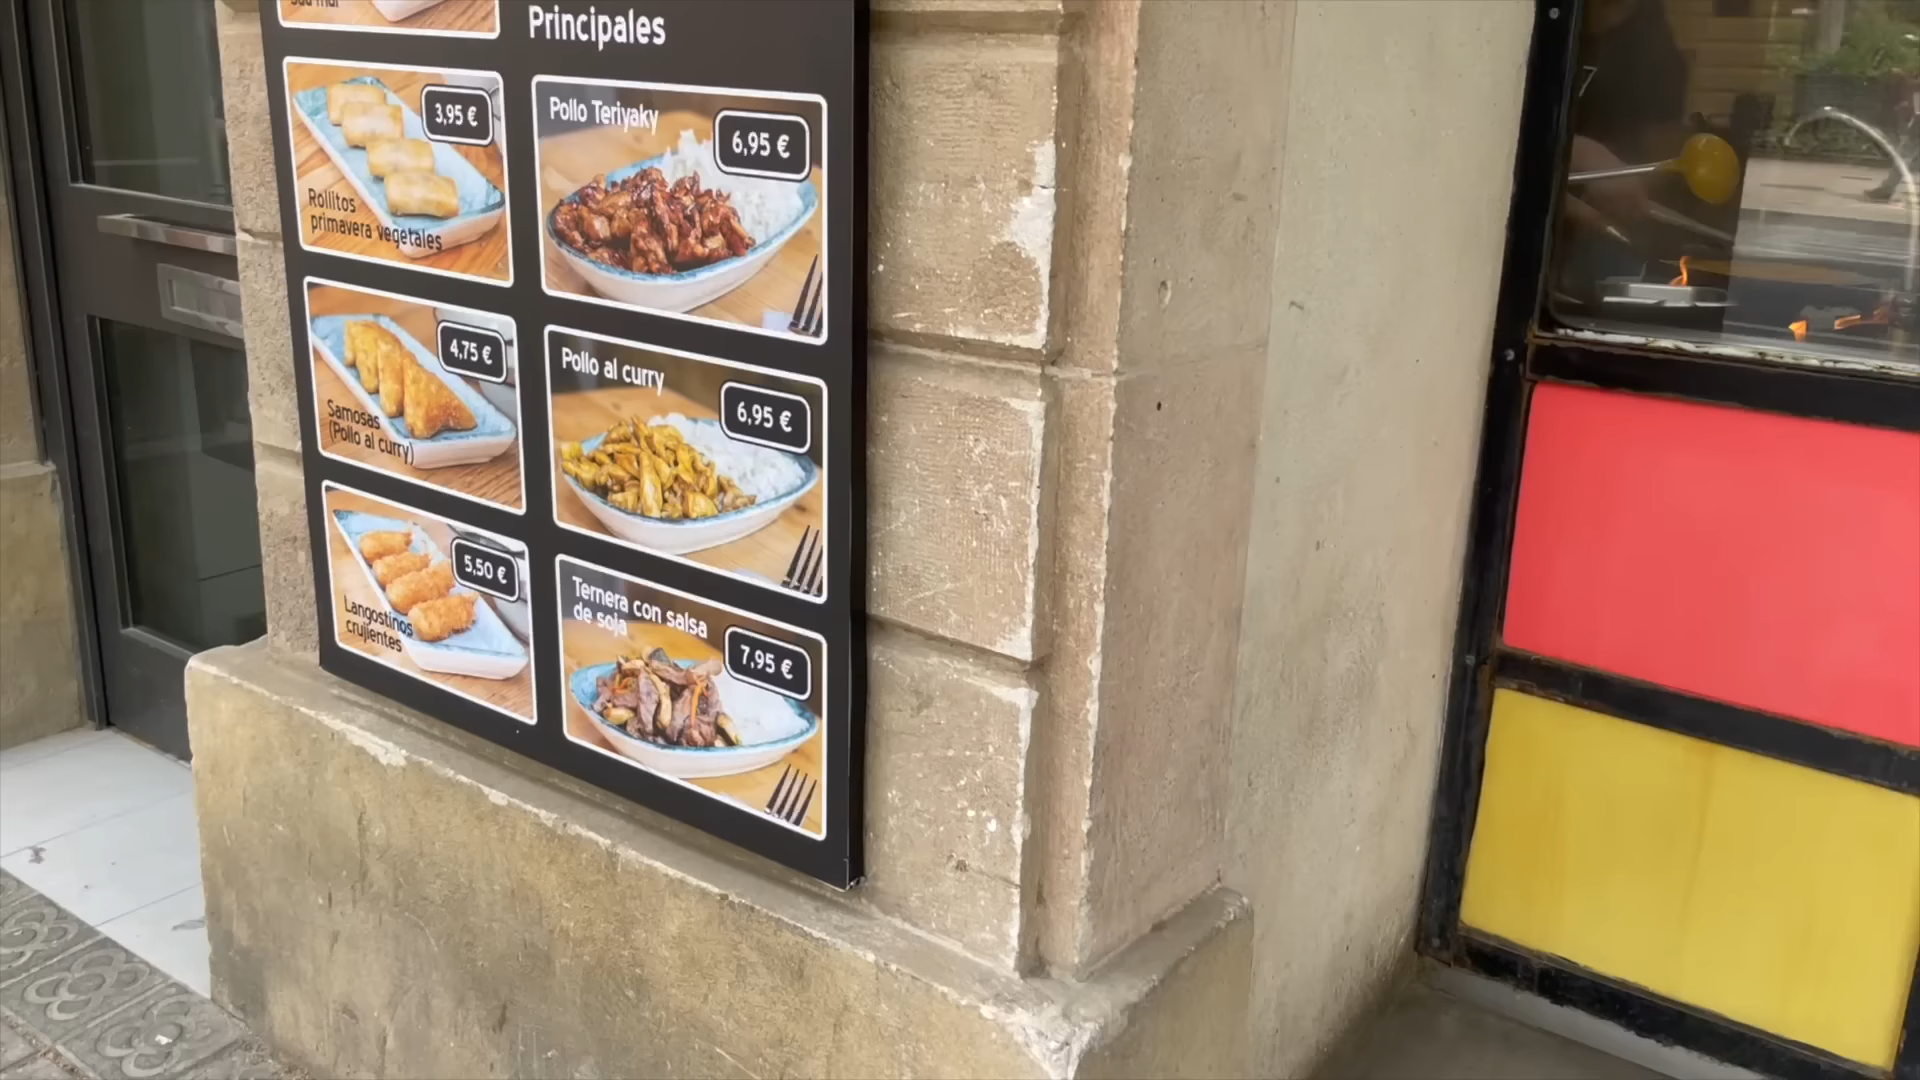 Principales
3,95 €
Rollitos
primavera vegetales
4,75 €
Samosas
(Pollo al curry)
5,50 €
Langostinos
crujientes
Pollo Teriyaky
6,95 €
Pollo al curry
6,95 €
Ternera con salsa
de soja
7,95 €